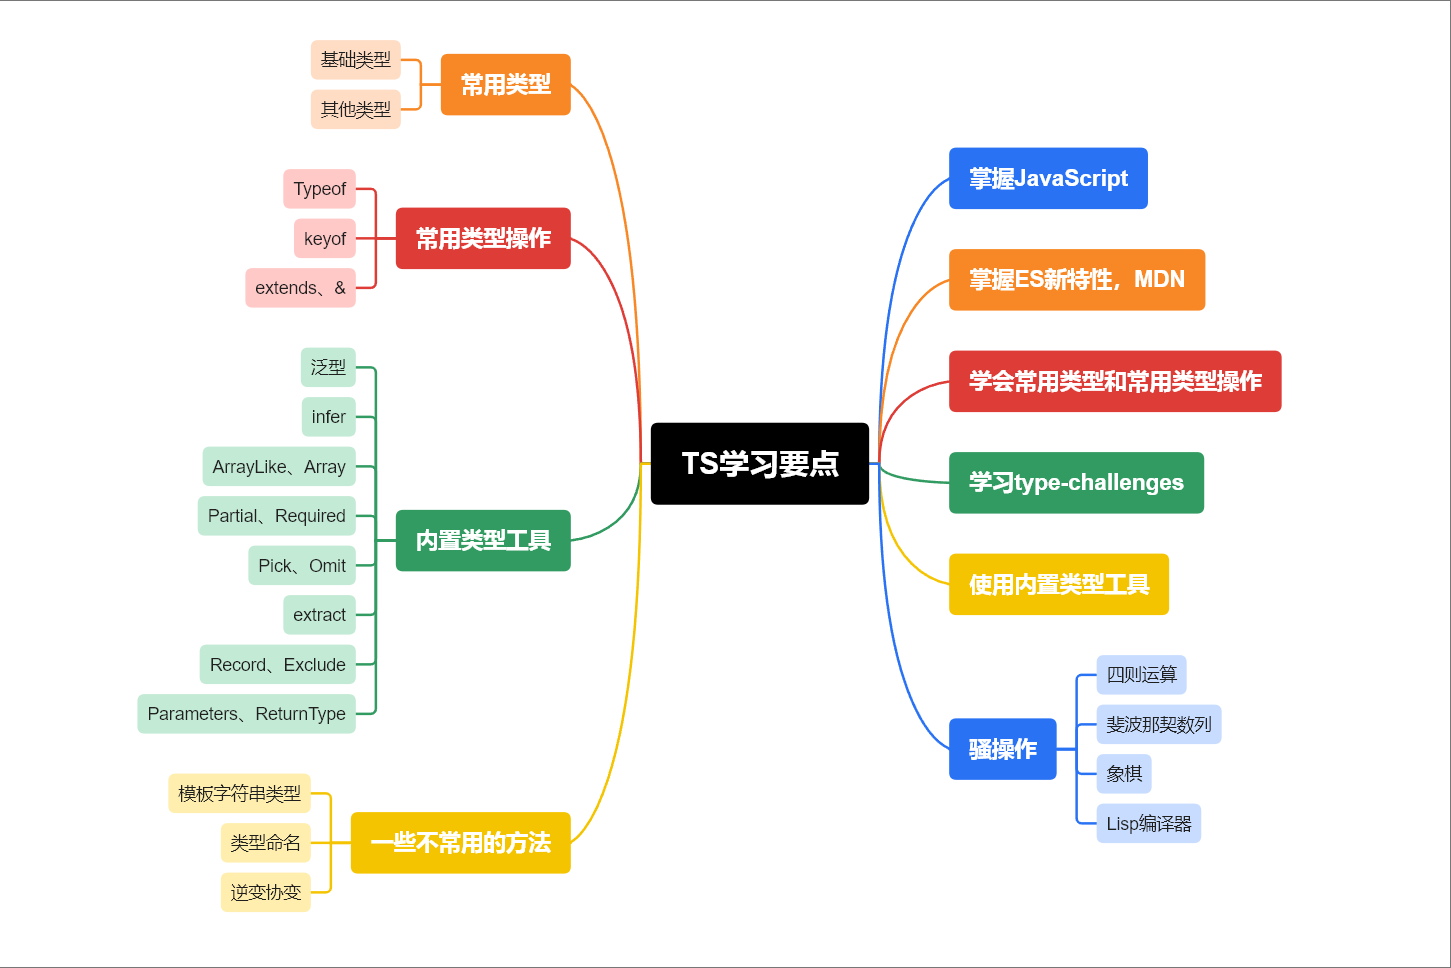 TS学习要点
常用类型
基础类型
其他类型
常用类型操作
Typeof
keyof
extends、&
内置类型工具
泛型
infer
ArrayLike、Array
Partial、Required
Pick、Omit
extract
Record、Exclude
Parameters、ReturnType
一些不常用的方法
模板字符串类型
类型命名
逆变协变
掌握JavaScript
掌握ES新特性，MDN
学会常用类型和常用类型操作
学习type-challenges
使用内置类型工具
骚操作
四则运算
斐波那契数列
象棋
Lisp编译器